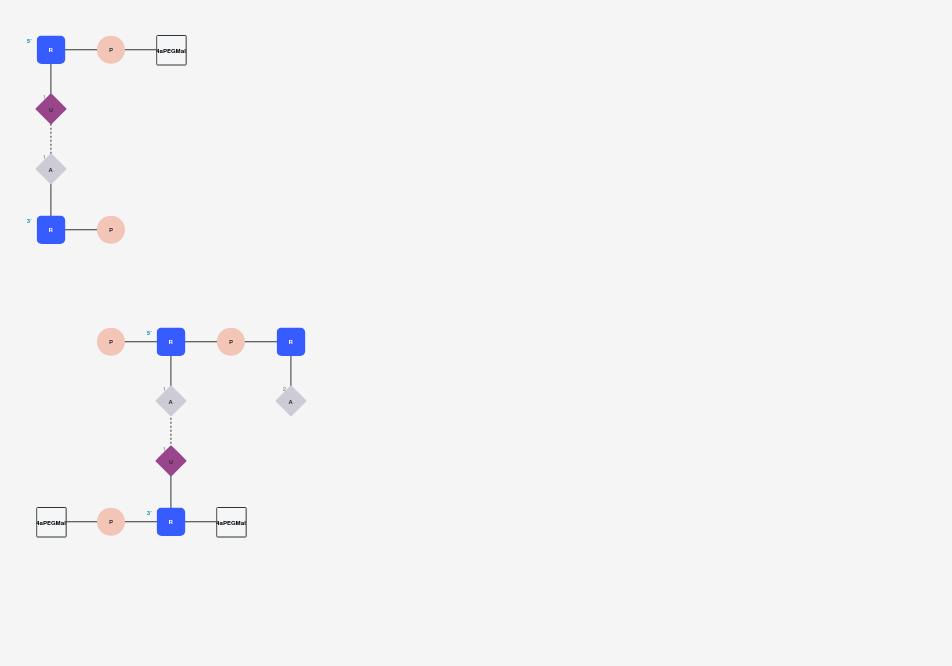 5'
R P 4aPEGMal
1
U
1
A
3'
R P
P 5' R P R
1 2
A A
1
U
3'
4aPEGMal P R 4aPEGMal